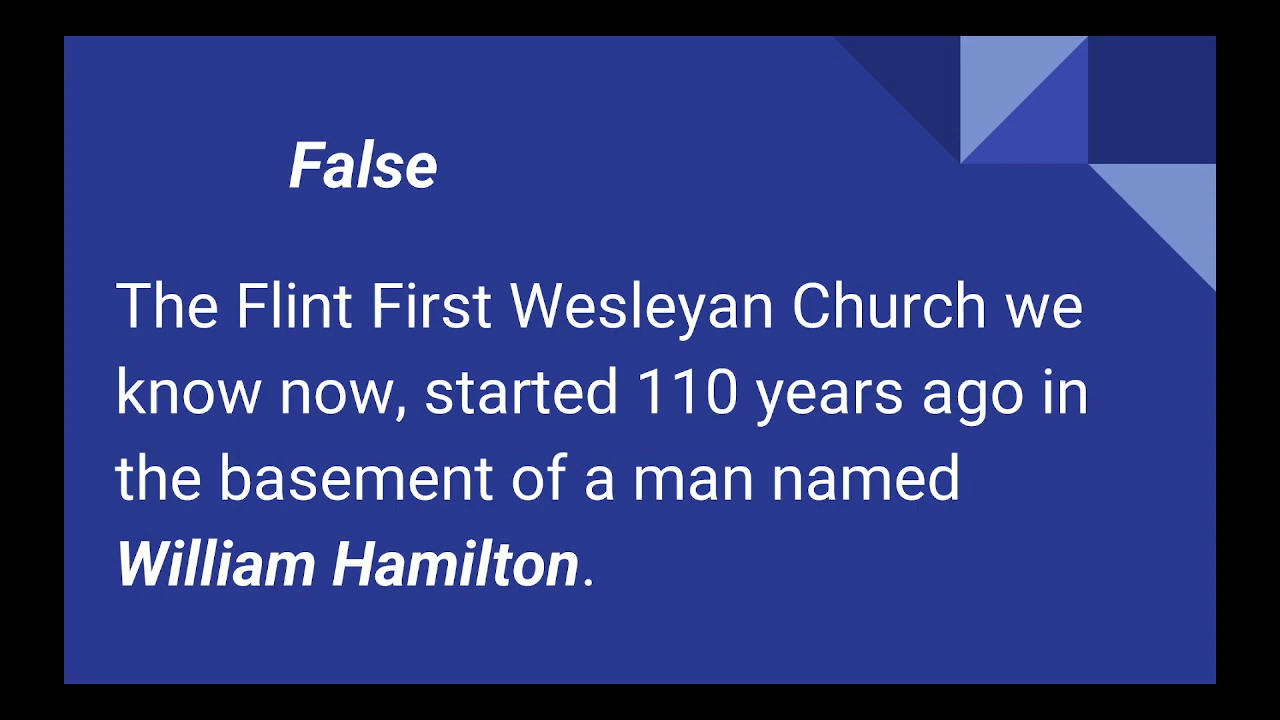 False
The Flint First Wesleyan Church we
know now, started 110 years ago in
the basement of a man named
William Hamilton.